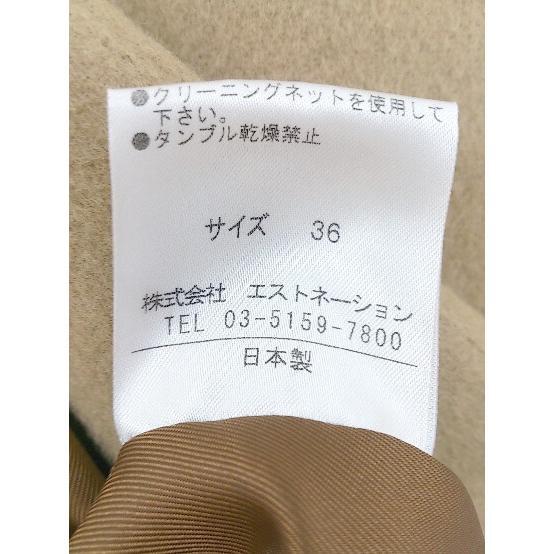 ●クリーニングネットを使用して
下さい。
●タンブル乾燥禁止
サイズ 36
株式会社 エストネーション
TEL 03-5159-7800
日本製